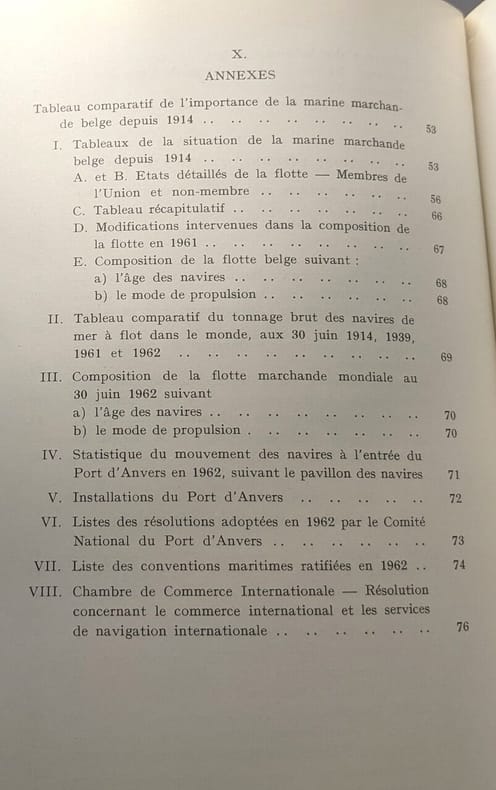 X.
ANNEXES
Tableau comparatif de l'importance de la marine marchan-
de belge depuis 1914 .. .. .. .. .. .. .. .. .. 53
I. Tableaux de la situation de la marine marchande
belge depuis 1914 .. .. .. .. .. .. .. .. .. 53
A. et B. Etats détaillés de la flotte — Membres de
l'Union et non-membre .. .. .. .. .. .. 56
C. Tableau récapitulatif .. .. .. .. .. .. .. 66
D. Modifications intervenues dans la composition de
la flotte en 1961 .. .. .. .. .. .. .. .. .. 67
E. Composition de la flotte belge suivant :
a) l'âge des navires .. .. .. .. .. .. .. 68
b) le mode de propulsion .. .. .. .. .. .. 68
II. Tableau comparatif du tonnage brut des navires de
mer à flot dans le monde, aux 30 juin 1914, 1939,
1961 et 1962 .. .. .. .. .. .. .. .. .. .. 69
III. Composition de la flotte marchande mondiale au
30 juin 1962 suivant
a) l'âge des navires .. .. .. .. .. .. .. .. 70
b) le mode de propulsion . .. .. .. .. .. .. 70
IV. Statistique du mouvement des navires à l'entrée du
Port d'Anvers en 1962, suivant le pavillon des navires 71
V. Installations du Port d'Anvers .. .. .. .. .. 72
VI. Listes des résolutions adoptées en 1962 par le Comité
National du Port d'Anvers .. .. .. .. .. .. 73
VII. Liste des conventions maritimes ratifiées en 1962 .. 74
VIII. Chambre de Commerce Internationale — Résolution
concernant le commerce international et les services
de navigation internationale .. .. .. .. .. .. 76